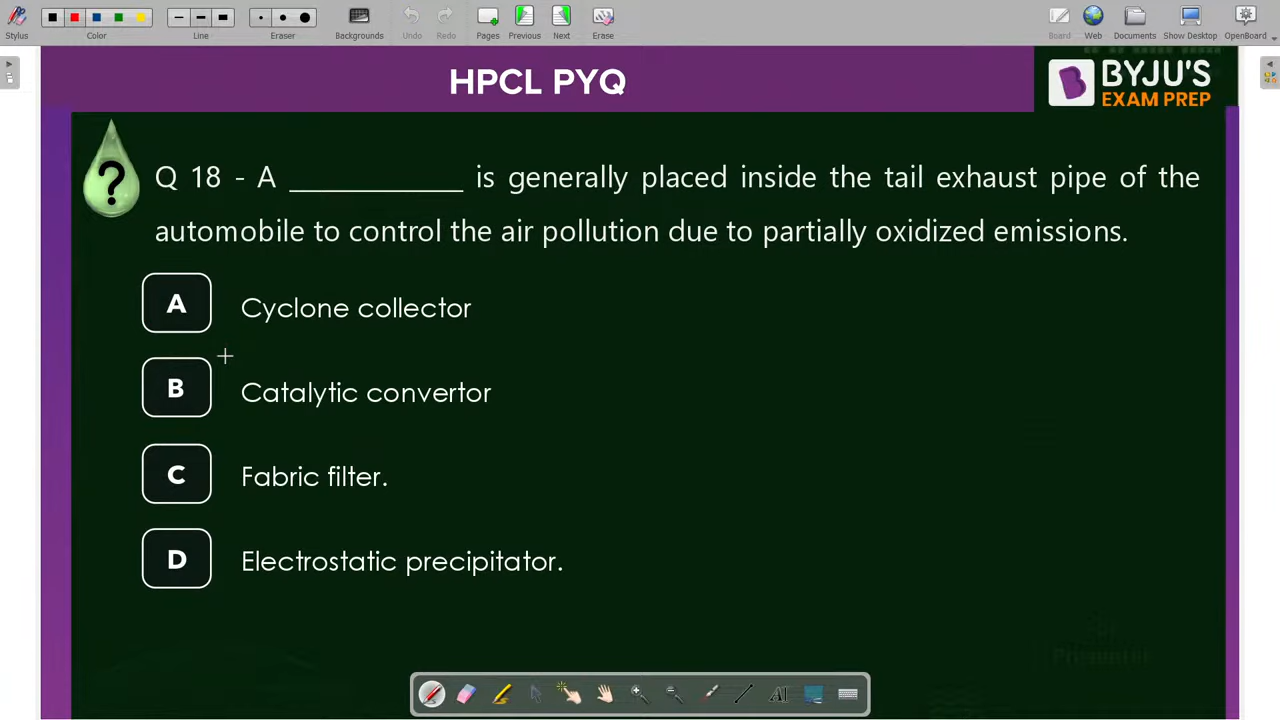 Stylus
Color
Line
Eraser
Backgrounds
Undo
Redo
Pages
Previous
Next
Erase
Board
Web
Documents
Show Desktop
OpenBoard
HPCL PYQ
BYJU'S
EXAM PREP
?
Q 18 - A ____________ is generally placed inside the tail exhaust pipe of the
automobile to control the air pollution due to partially oxidized emissions.
A Cyclone collector
B Catalytic convertor
C Fabric filter.
D Electrostatic precipitator.